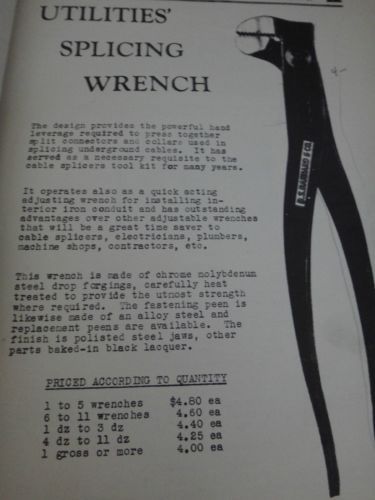 UTILITIES'
SPLICING
WRENCH
The design provides the powerful hand
leverage required to press together
split connectors and collars used in
splicing underground cables. It has
served as a necessary requisite to the
cable splicers tool kit for many years.
It operates also as a quick acting
adjusting wrench for installing in-
terior iron conduit and has outstanding
advantages over other adjustable wrenches
that will be a great time saver to
cable splicers, electricians, plumbers,
machine shops, contractors, etc.
This wrench is made of chrome molybdenum
steel drop forgings, carefully heat
treated to provide the utmost strength
where required. The fastening peen is
likewise made of an alloy steel and
replacement peens are available. The
finish is polisted steel jaws, other
parts baked-in black lacquer.
PRICED ACCORDING TO QUANTITY
1 to 5 wrenches $4.80 ea
6 to 11 wrenches 4.60 ea
1 dz to 3 dz 4.40 ea
4 dz to 11 dz 4.25 ea
1 gross or more 4.00 ea